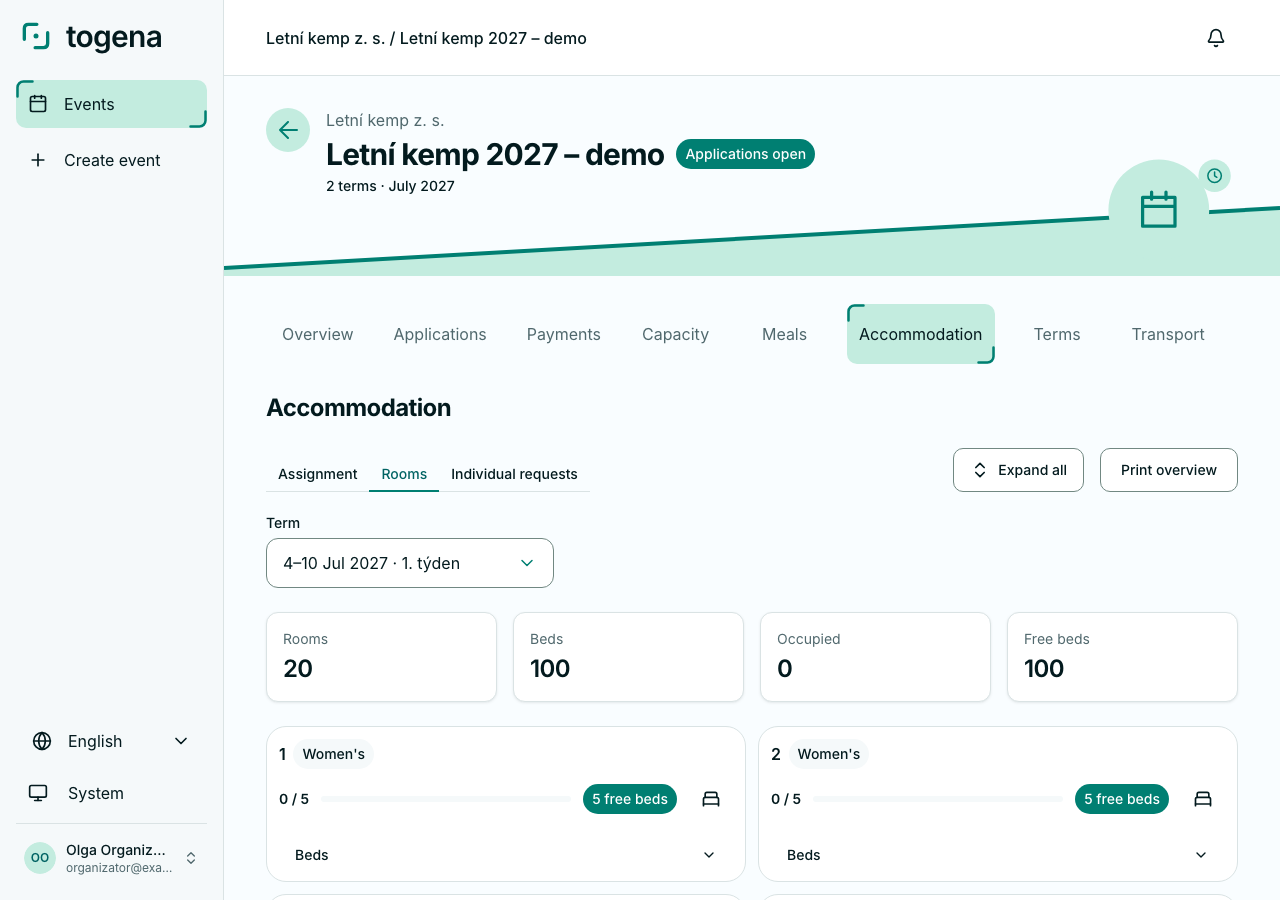 togena
Letní kemp z. s. / Letní kemp 2027 – demo
Events
Create event
Letní kemp z. s.
Letní kemp 2027 – demo
Applications open
2 terms · July 2027
Overview
Applications
Payments
Capacity
Meals
Accommodation
Terms
Transport
Accommodation
Assignment
Rooms
Individual requests
Expand all
Print overview
Term
4–10 Jul 2027 · 1. týden
Rooms
20
Beds
100
Occupied
0
Free beds
100
1 Women's
0 / 5
5 free beds
Beds
2 Women's
0 / 5
5 free beds
Beds
English
System
OO
Olga Organiz...
organizator@exa...